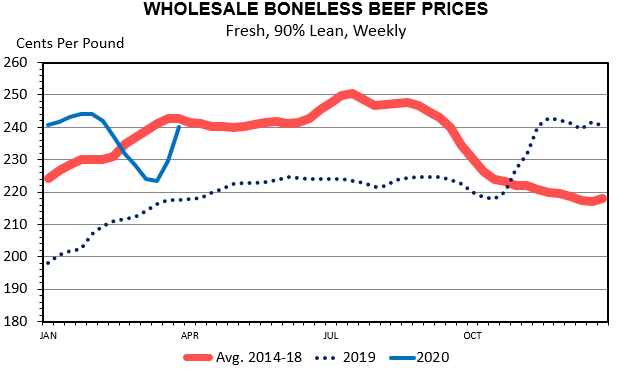 WHOLESALE BONELESS BEEF PRICES
Fresh, 90% Lean, Weekly
Cents Per Pound
260
250
240
230
220
210
200
190
180
JAN APR JUL OCT
Avg. 2014-18 2019 2020